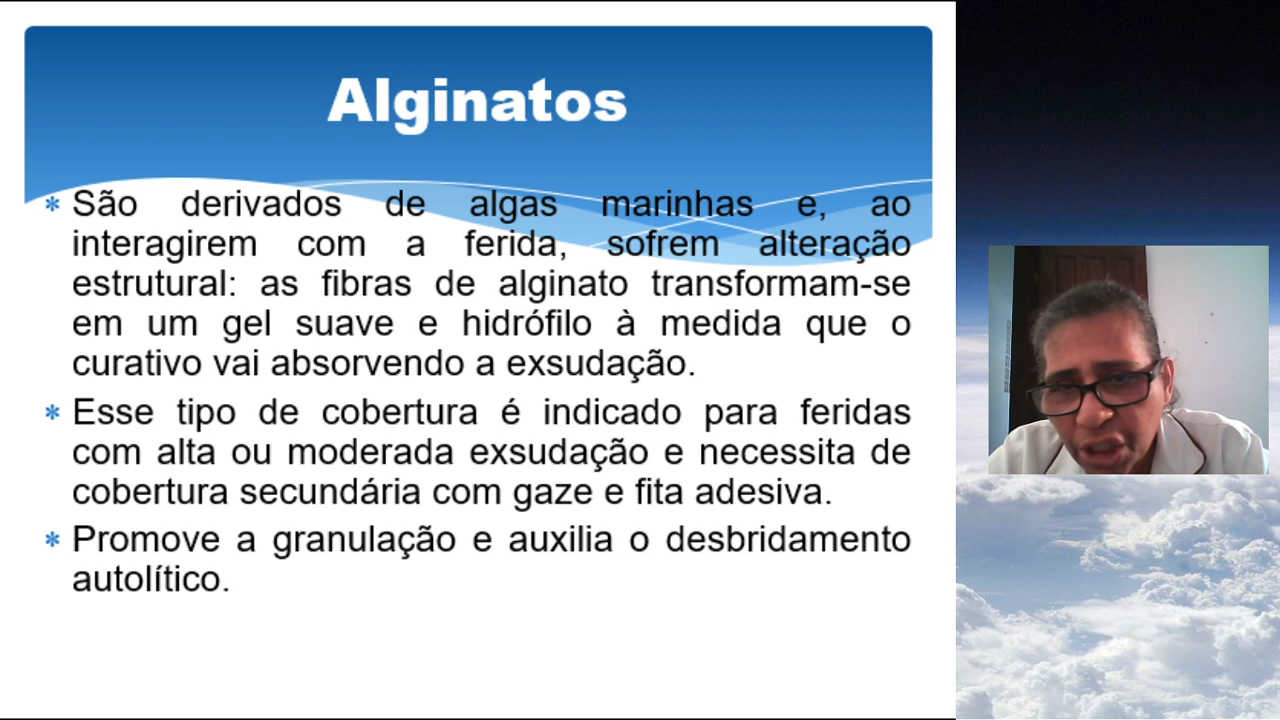 Alginatos
São derivados de algas marinhas e, ao
interagirem com a ferida, sofrem alteração
estrutural: as fibras de alginato transformam-se
em um gel suave e hidrófilo à medida que o
curativo vai absorvendo a exsudação.
Esse tipo de cobertura é indicado para feridas
com alta ou moderada exsudação e necessita de
cobertura secundária com gaze e fita adesiva.
Promove a granulação e auxilia o desbridamento
autolítico.